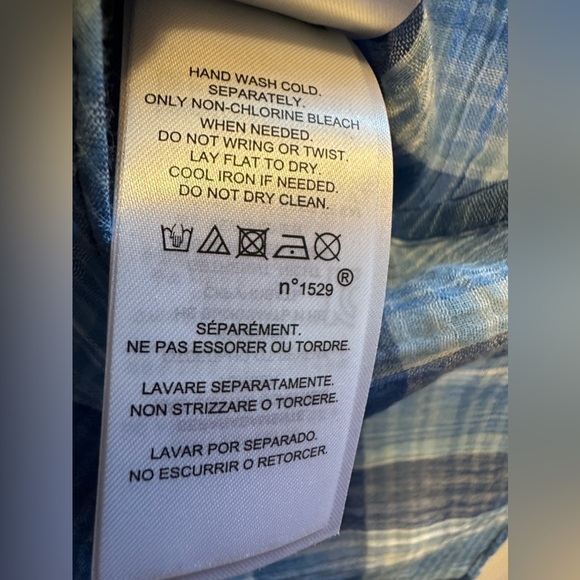 HAND WASH COLD.
SEPARATELY.
ONLY NON-CHLORINE BLEACH
WHEN NEEDED.
DO NOT WRING OR TWIST.
LAY FLAT TO DRY.
COOL IRON IF NEEDED.
DO NOT DRY CLEAN.
n°1529 ®
SÉPARÉMENT.
NE PAS ESSORER OU TORDRE.
LAVARE SEPARATAMENTE.
NON STRIZZARE O TORCERE.
LAVAR POR SEPARADO.
NO ESCURRIR O RETORCER.